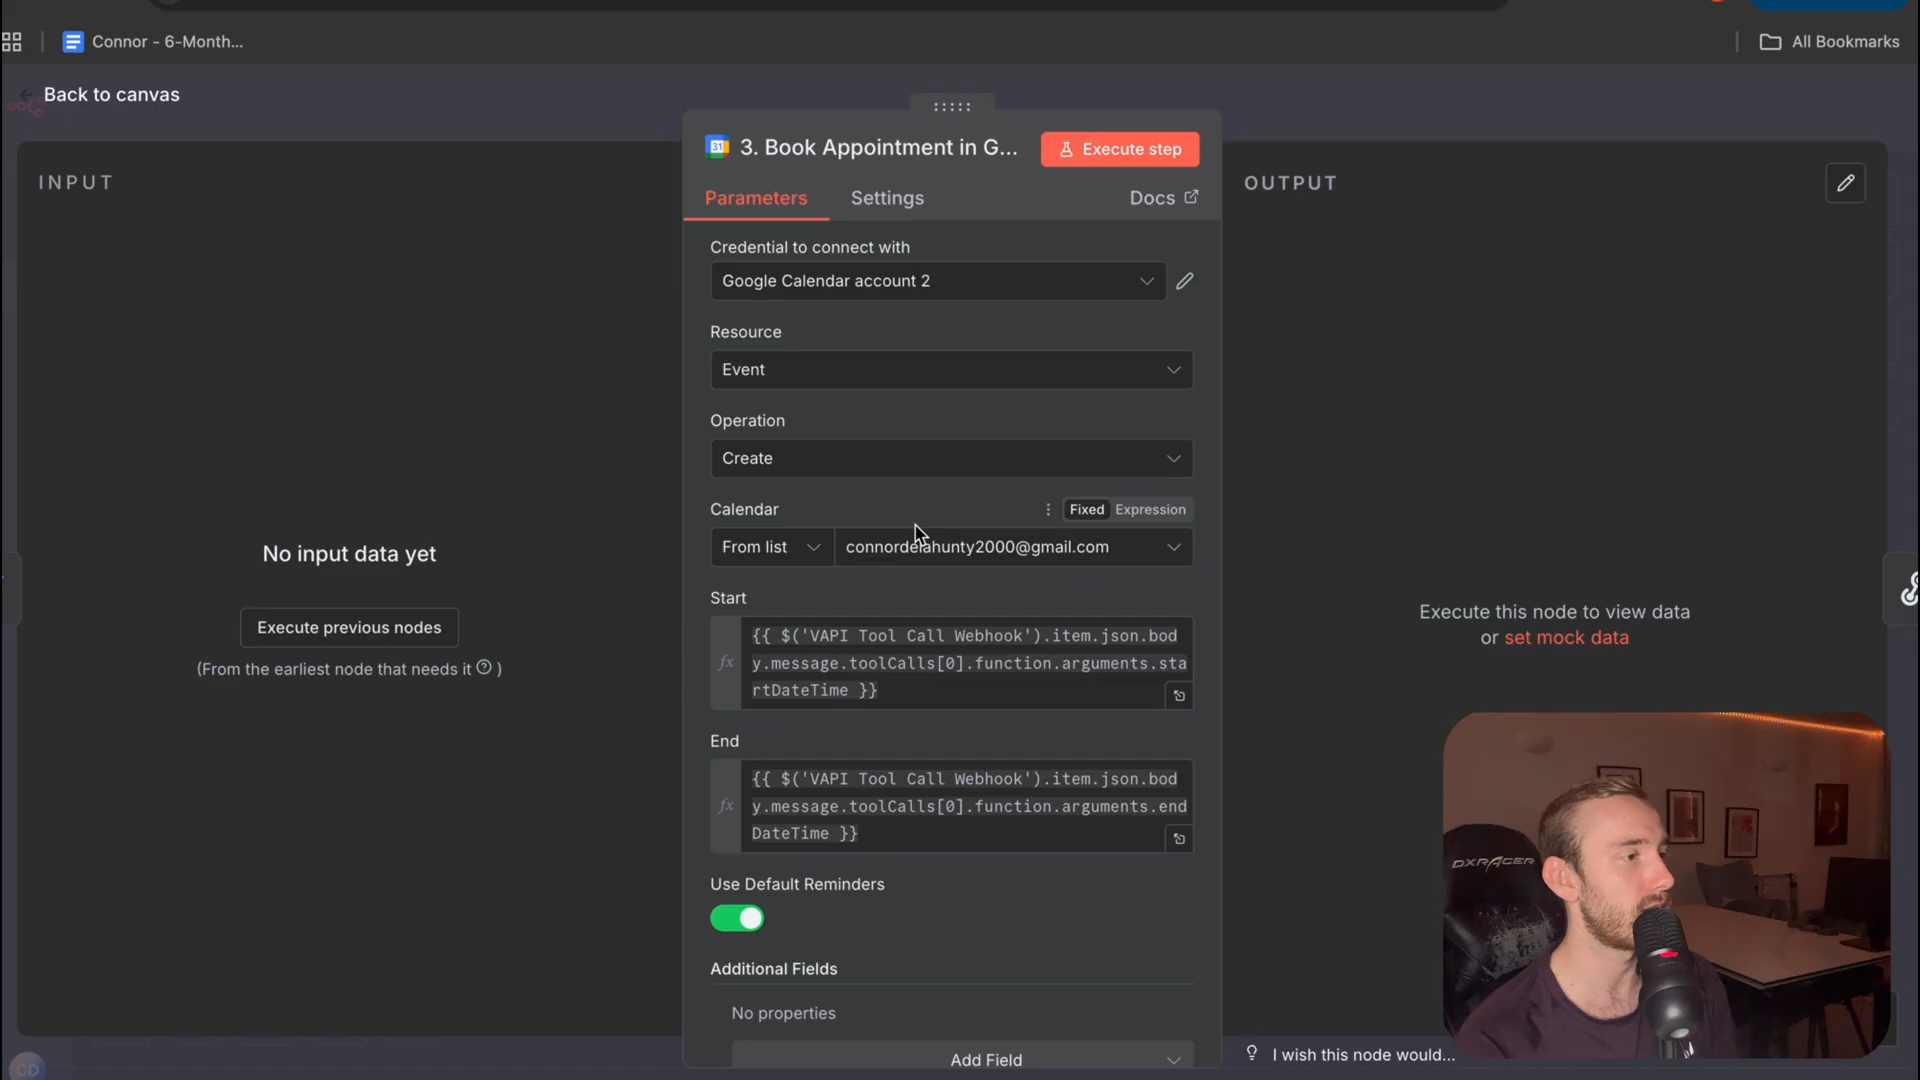 Connor - 6-Month...
All Bookmarks
Back to canvas
INPUT
No input data yet
Execute previous nodes
(From the earliest node that needs it ? )
31
3. Book Appointment in G...
Execute step
Parameters
Settings
Docs
Credential to connect with
Google Calendar account 2
Resource
Event
Operation
Create
Calendar
Fixed
Expression
From list
connordelahunty2000@gmail.com
Start
fx
{{ $('VAPI Tool Call Webhook').item.json.bod
y.message.toolCalls[0].function.arguments.sta
rtDateTime }}
End
fx
{{ $('VAPI Tool Call Webhook').item.json.bod
y.message.toolCalls[0].function.arguments.end
DateTime }}
Use Default Reminders
Additional Fields
No properties
Add Field
OUTPUT
Execute this node to view data
or set mock data
DXRACER
I wish this node would...
CD